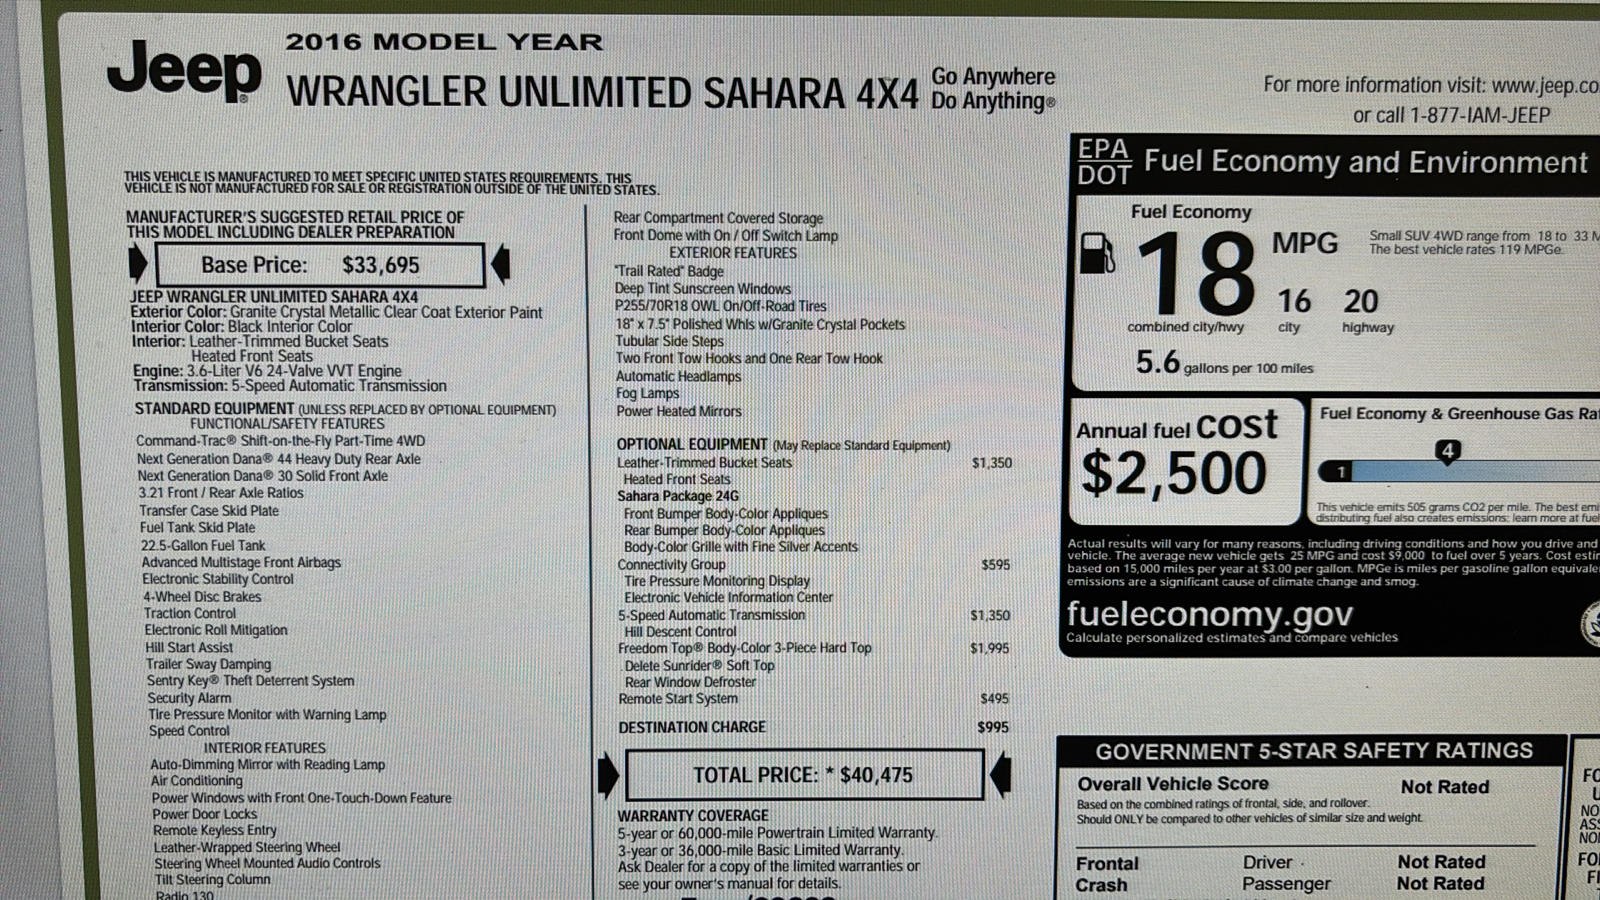 Jeep
2016 MODEL YEAR
WRANGLER UNLIMITED SAHARA 4X4
Go Anywhere
Do Anything®
For more information visit: www.jeep.co
or call 1-877-IAM-JEEP
THIS VEHICLE IS MANUFACTURED TO MEET SPECIFIC UNITED STATES REQUIREMENTS. THIS
VEHICLE IS NOT MANUFACTURED FOR SALE OR REGISTRATION OUTSIDE OF THE UNITED STATES.
MANUFACTURER'S SUGGESTED RETAIL PRICE OF
THIS MODEL INCLUDING DEALER PREPARATION
Base Price: $33,695
JEEP WRANGLER UNLIMITED SAHARA 4X4
Exterior Color: Granite Crystal Metallic Clear Coat Exterior Paint
Interior Color: Black Interior Color
Interior: Leather-Trimmed Bucket Seats
Heated Front Seats
Engine: 3.6-Liter V6 24-Valve VVT Engine
Transmission: 5-Speed Automatic Transmission
STANDARD EQUIPMENT (UNLESS REPLACED BY OPTIONAL EQUIPMENT)
FUNCTIONAL/SAFETY FEATURES
Command-Trac® Shift-on-the-Fly Part-Time 4WD
Next Generation Dana® 44 Heavy Duty Rear Axle
Next Generation Dana® 30 Solid Front Axle
3.21 Front / Rear Axle Ratios
Transfer Case Skid Plate
Fuel Tank Skid Plate
22.5-Gallon Fuel Tank
Advanced Multistage Front Airbags
Electronic Stability Control
4-Wheel Disc Brakes
Traction Control
Electronic Roll Mitigation
Hill Start Assist
Trailer Sway Damping
Sentry Key® Theft Deterrent System
Security Alarm
Tire Pressure Monitor with Warning Lamp
Speed Control
INTERIOR FEATURES
Auto-Dimming Mirror with Reading Lamp
Air Conditioning
Power Windows with Front One-Touch-Down Feature
Power Door Locks
Remote Keyless Entry
Leather-Wrapped Steering Wheel
Steering Wheel Mounted Audio Controls
Tilt Steering Column
Radio 130
Rear Compartment Covered Storage
Front Dome with On / Off Switch Lamp
EXTERIOR FEATURES
"Trail Rated" Badge
Deep Tint Sunscreen Windows
P255/70R18 OWL On/Off-Road Tires
18" x 7.5" Polished Whls w/Granite Crystal Pockets
Tubular Side Steps
Two Front Tow Hooks and One Rear Tow Hook
Automatic Headlamps
Fog Lamps
Power Heated Mirrors
OPTIONAL EQUIPMENT (May Replace Standard Equipment)
Leather-Trimmed Bucket Seats $1,350
Heated Front Seats
Sahara Package 24G
Front Bumper Body-Color Appliques
Rear Bumper Body-Color Appliques
Body-Color Grille with Fine Silver Accents
Connectivity Group $595
Tire Pressure Monitoring Display
Electronic Vehicle Information Center
5-Speed Automatic Transmission $1,350
Hill Descent Control
Freedom Top® Body-Color 3-Piece Hard Top $1,995
Delete Sunrider® Soft Top
Rear Window Defroster
Remote Start System $495
DESTINATION CHARGE $995
TOTAL PRICE: * $40,475
WARRANTY COVERAGE
5-year or 60,000-mile Powertrain Limited Warranty.
3-year or 36,000-mile Basic Limited Warranty.
Ask Dealer for a copy of the limited warranties or
see your owner's manual for details.
EPA
DOT
Fuel Economy and Environment
Fuel Economy
18 MPG
Small SUV 4WD range from 18 to 33 M
The best vehicle rates 119 MPGe.
16 20
combined city/hwy city highway
5.6 gallons per 100 miles
Annual fuel COST
$2,500
Fuel Economy & Greenhouse Gas Ra
4
1
This vehicle emits 505 grams CO2 per mile. The best emi
distributing fuel also creates emissions; learn more at fuel
Actual results will vary for many reasons, including driving conditions and how you drive and
vehicle. The average new vehicle gets 25 MPG and cost $9,000 to fuel over 5 years. Cost estim
based on 15,000 miles per year at $3.00 per gallon. MPGe is miles per gasoline gallon equivale
emissions are a significant cause of climate change and smog.
fueleconomy.gov
Calculate personalized estimates and compare vehicles
GOVERNMENT 5-STAR SAFETY RATINGS
Overall Vehicle Score Not Rated
Based on the combined ratings of frontal, side, and rollover.
Should ONLY be compared to other vehicles of similar size and weight.
Frontal Driver Not Rated
Crash Passenger Not Rated
FO
U
NO
AS
NO
FO